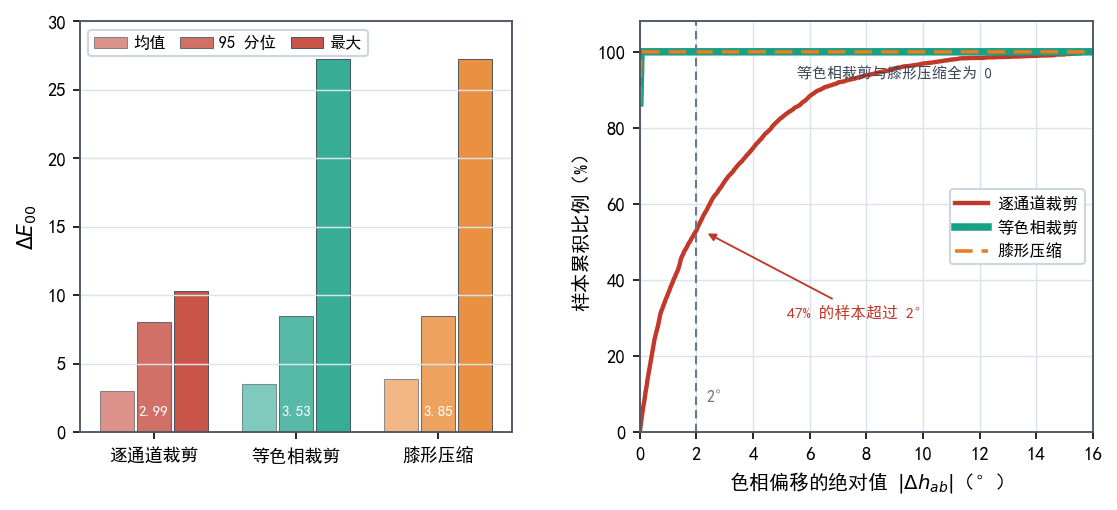 30
25
20
15
10
5
0
ΔE₀₀
均值 95 分位 最大
2.99
3.53
3.85
逐通道裁剪 等色相裁剪 膝形压缩
100
80
60
40
20
0
样本累积比例 (%)
等色相裁剪与膝形压缩全为 0
逐通道裁剪
等色相裁剪
膝形压缩
47% 的样本超过 2°
2°
0 2 4 6 8 10 12 14 16
色相偏移的绝对值 |Δh_ab| (°)